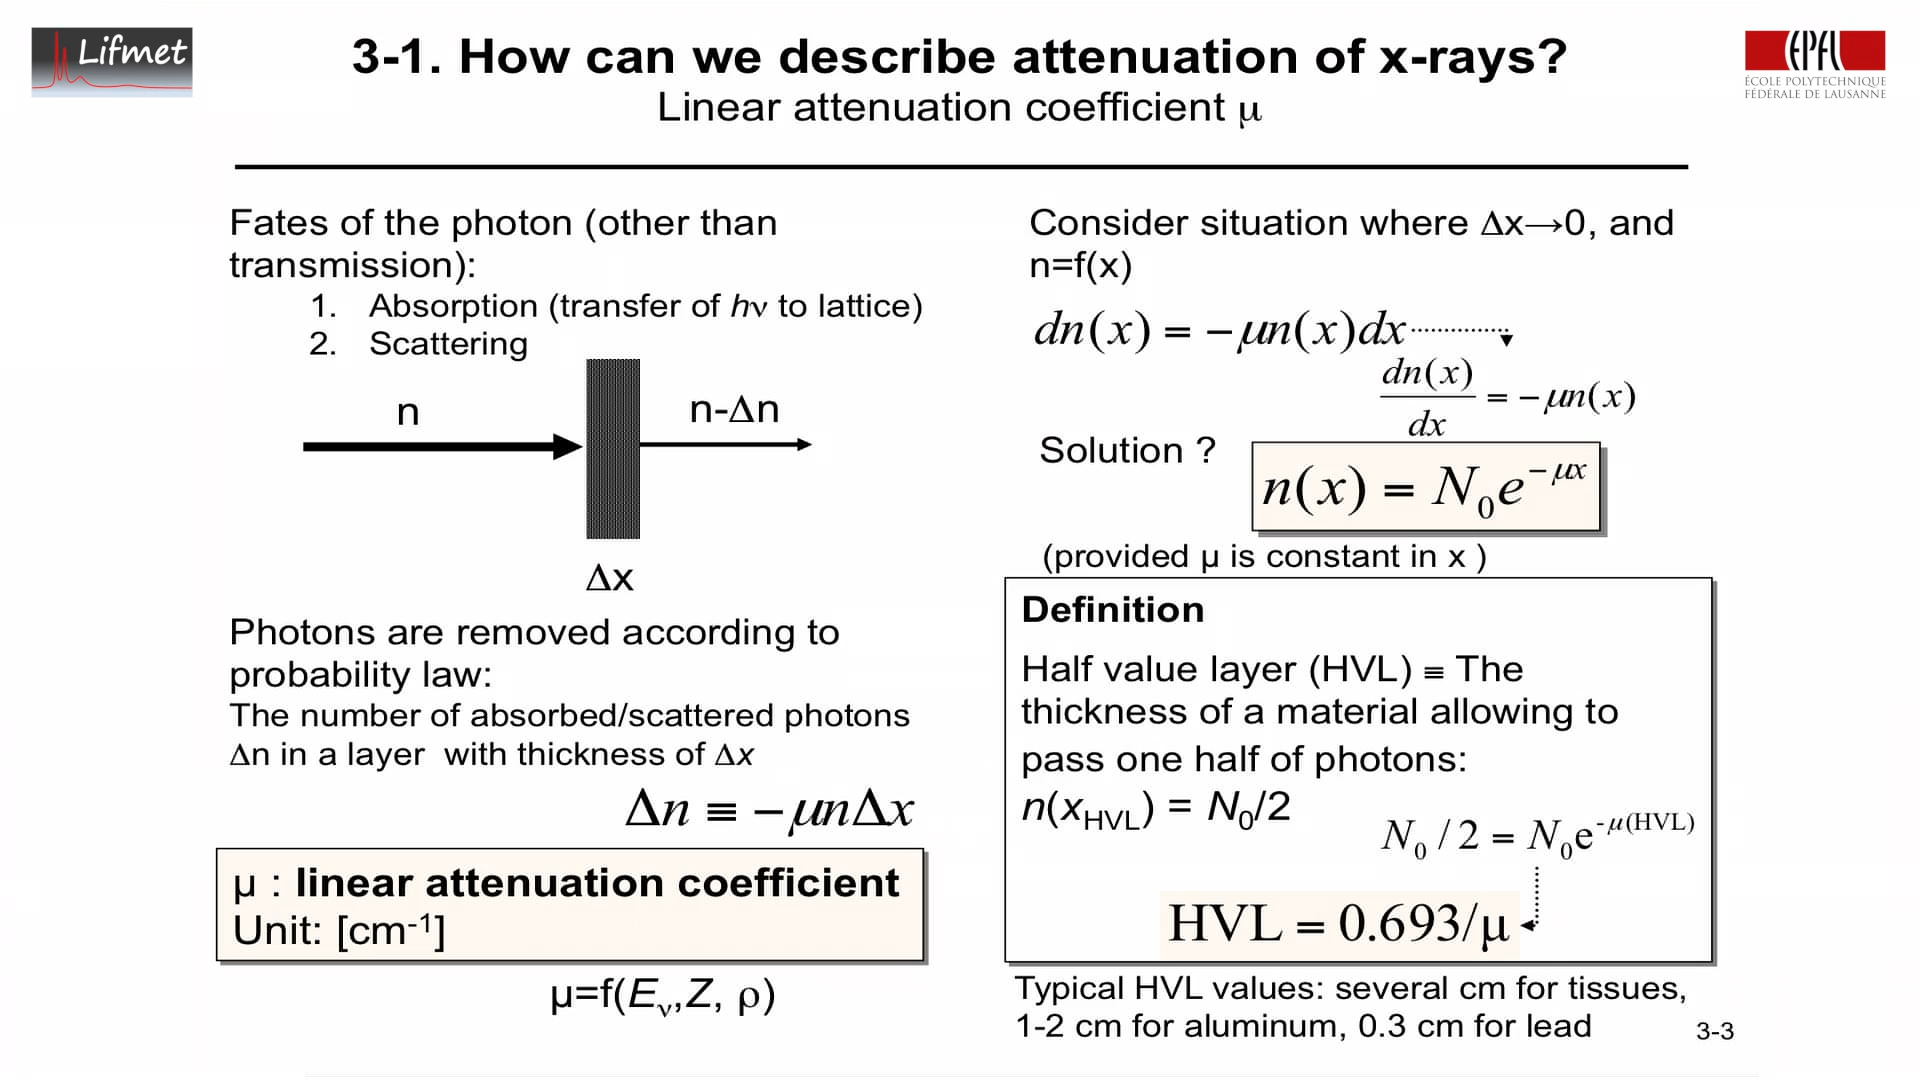 Lifmet
3-1. How can we describe attenuation of x-rays?
Linear attenuation coefficient μ
EPFL
ÉCOLE POLYTECHNIQUE
FÉDÉRALE DE LAUSANNE
Fates of the photon (other than
transmission):
1. Absorption (transfer of hν to lattice)
2. Scattering
n
n-Δn
Δx
Photons are removed according to
probability law:
The number of absorbed/scattered photons
Δn in a layer with thickness of Δx
Δn ≡ −μnΔx
μ : linear attenuation coefficient
Unit: [cm⁻¹]
μ=f(Eᵥ,Z, ρ)
Consider situation where Δx→0, and
n=f(x)
dn(x) = −μn(x)dx
dn(x)/dx = −μn(x)
Solution ?
n(x) = N₀e^−μx
(provided μ is constant in x )
Definition
Half value layer (HVL) ≡ The
thickness of a material allowing to
pass one half of photons:
n(x_HVL) = N₀/2
N₀ / 2 = N₀e^-μ(HVL)
HVL = 0.693/μ
Typical HVL values: several cm for tissues,
1-2 cm for aluminum, 0.3 cm for lead
3-3